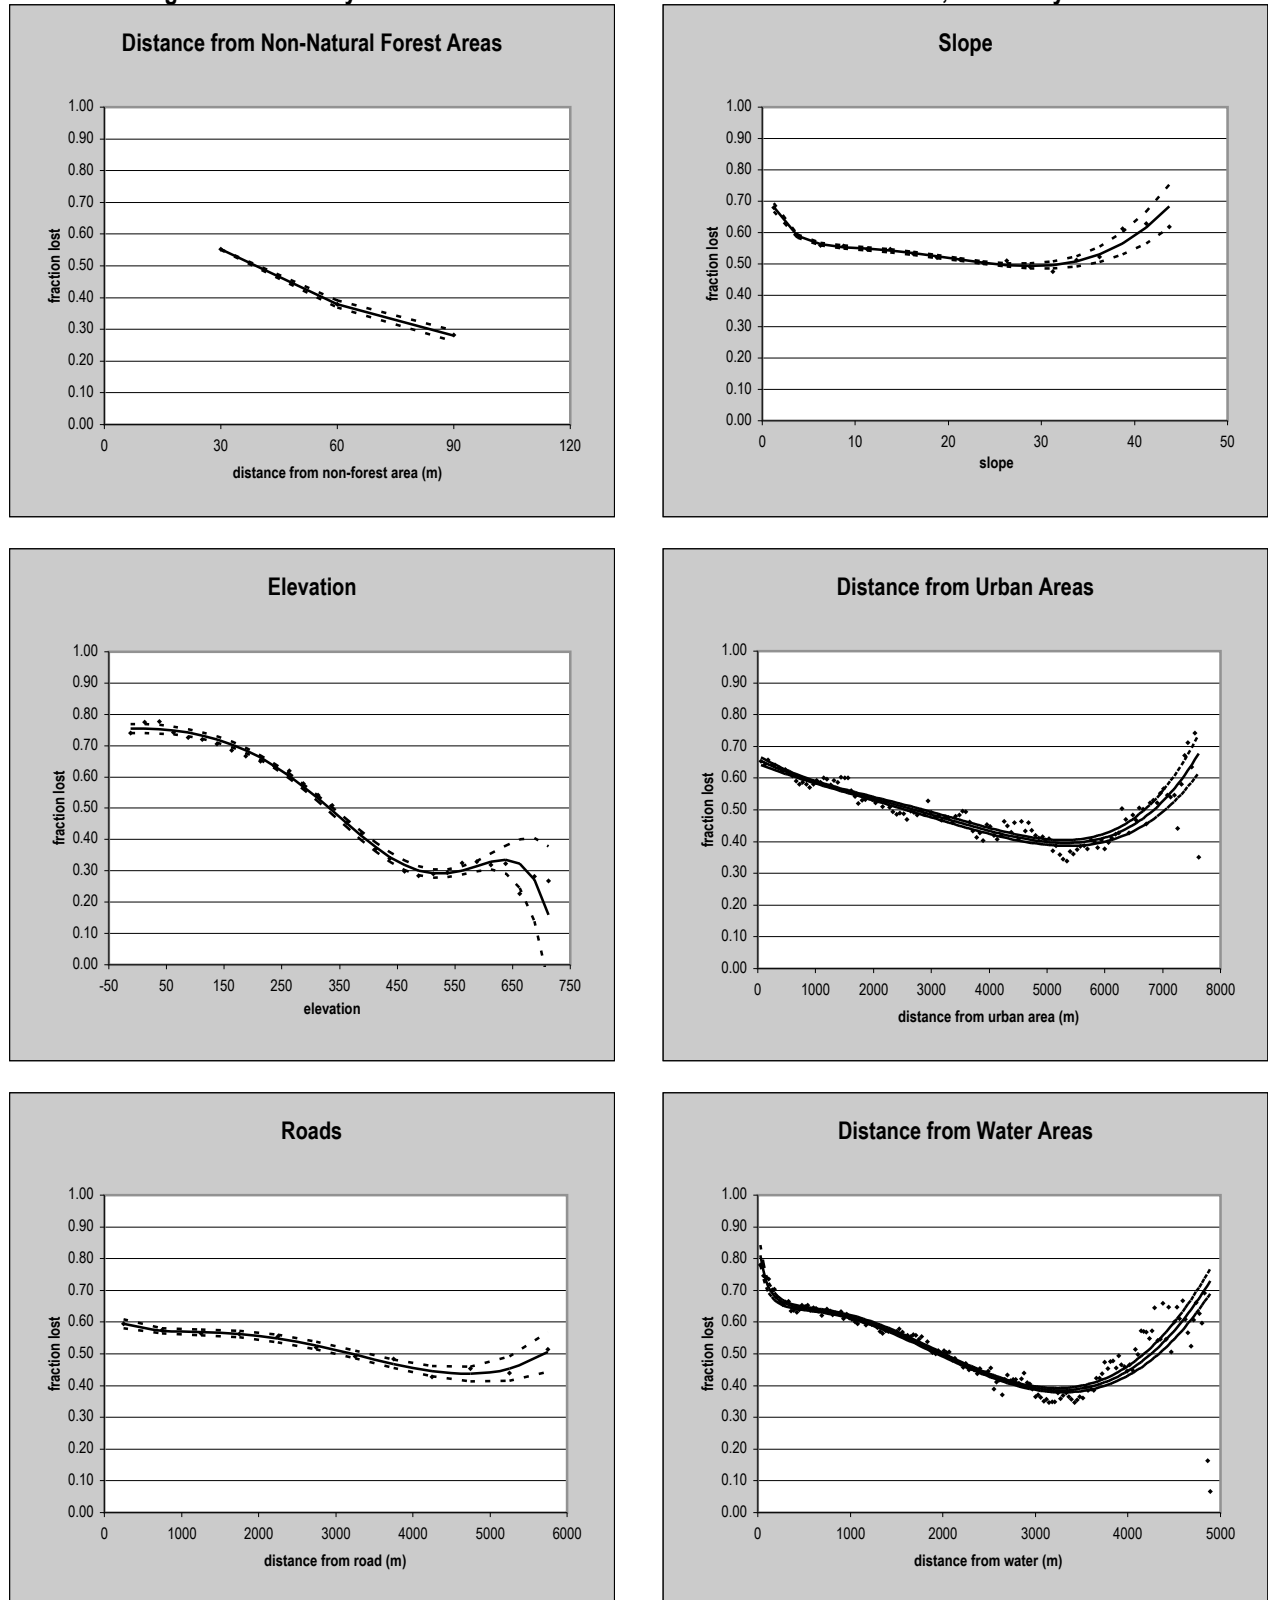 Distance from Non-Natural Forest Areas
1.00
0.90
0.80
0.70
0.60
0.50
0.40
0.30
0.20
0.10
0.00
fraction lost
0 30 60 90 120
distance from non-forest area (m)
Slope
1.00
0.90
0.80
0.70
0.60
0.50
0.40
0.30
0.20
0.10
0.00
fraction lost
0 10 20 30 40 50
slope
Elevation
1.00
0.90
0.80
0.70
0.60
0.50
0.40
0.30
0.20
0.10
0.00
fraction lost
-50 50 150 250 350 450 550 650 750
elevation
Distance from Urban Areas
1.00
0.90
0.80
0.70
0.60
0.50
0.40
0.30
0.20
0.10
0.00
fraction lost
0 1000 2000 3000 4000 5000 6000 7000 8000
distance from urban area (m)
Roads
1.00
0.90
0.80
0.70
0.60
0.50
0.40
0.30
0.20
0.10
0.00
fraction lost
0 1000 2000 3000 4000 5000 6000
distance from road (m)
Distance from Water Areas
1.00
0.90
0.80
0.70
0.60
0.50
0.40
0.30
0.20
0.10
0.00
fraction lost
0 1000 2000 3000 4000 5000
distance from water (m)